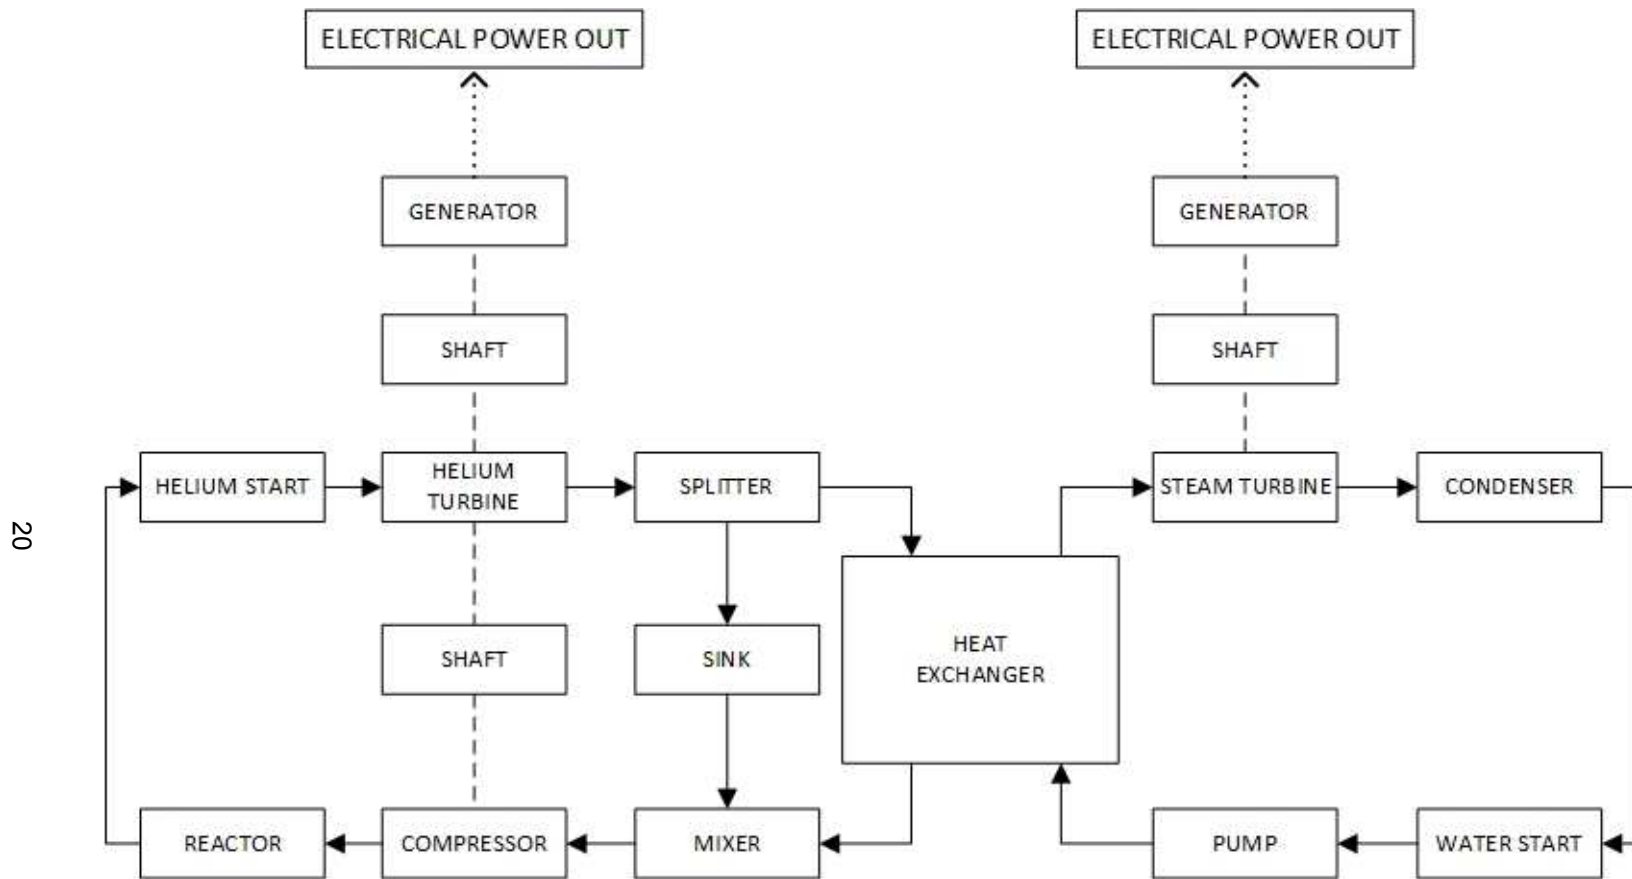 ELECTRICAL POWER OUT
ELECTRICAL POWER OUT
GENERATOR
GENERATOR
SHAFT
SHAFT
HELIUM START
HELIUM
TURBINE
SPLITTER
STEAM TURBINE
CONDENSER
20
SHAFT
SINK
HEAT
EXCHANGER
REACTOR
COMPRESSOR
MIXER
PUMP
WATER START